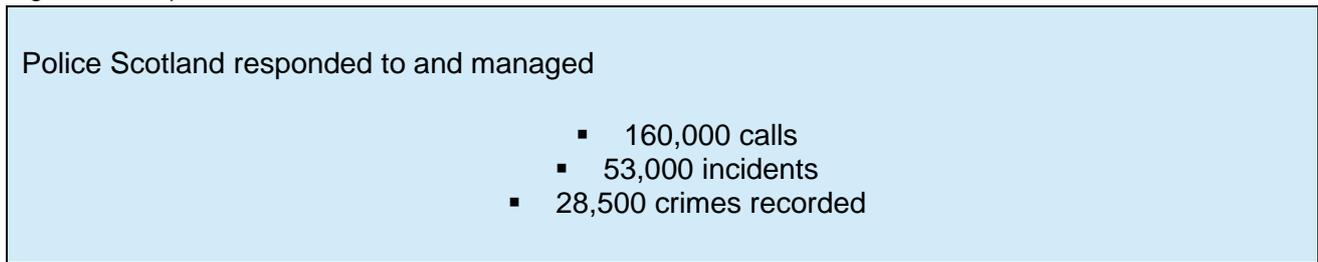 Police Scotland responded to and managed
▪ 160,000 calls
▪ 53,000 incidents
▪ 28,500 crimes recorded